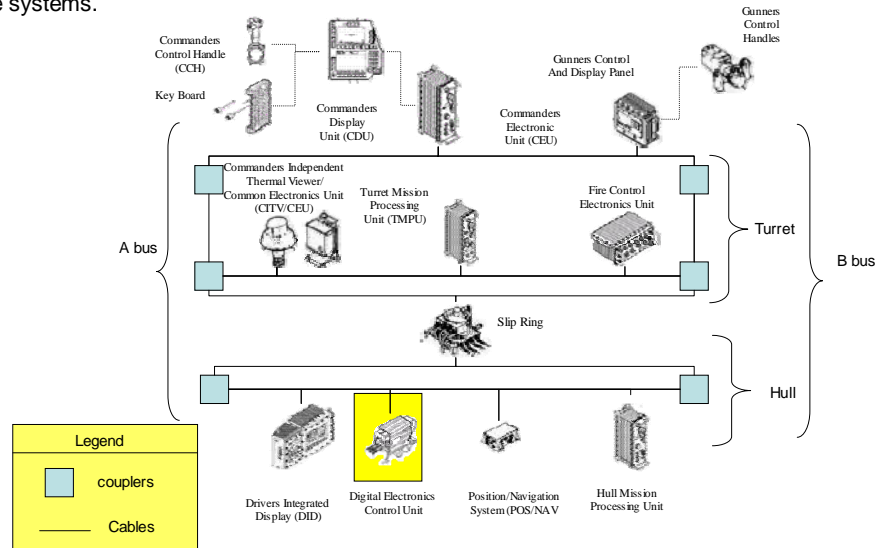 e systems.
Commanders
Control Handle
(CCH)
Key Board
Commanders
Display
Unit (CDU)
Commanders
Electronic
Unit (CEU)
Gunners Control
And Display Panel
Gunners
Control
Handles
Commanders Independent
Thermal Viewer/
Common Electronics Unit
(CITV/CEU)
Turret Mission
Processing
Unit (TMPU)
Fire Control
Electronics Unit
Turret
A bus
B bus
Slip Ring
Hull
Drivers Integrated
Display (DID)
Digital Electronics
Control Unit
Position/Navigation
System (POS/NAV
Hull Mission
Processing Unit
Legend
couplers
Cables